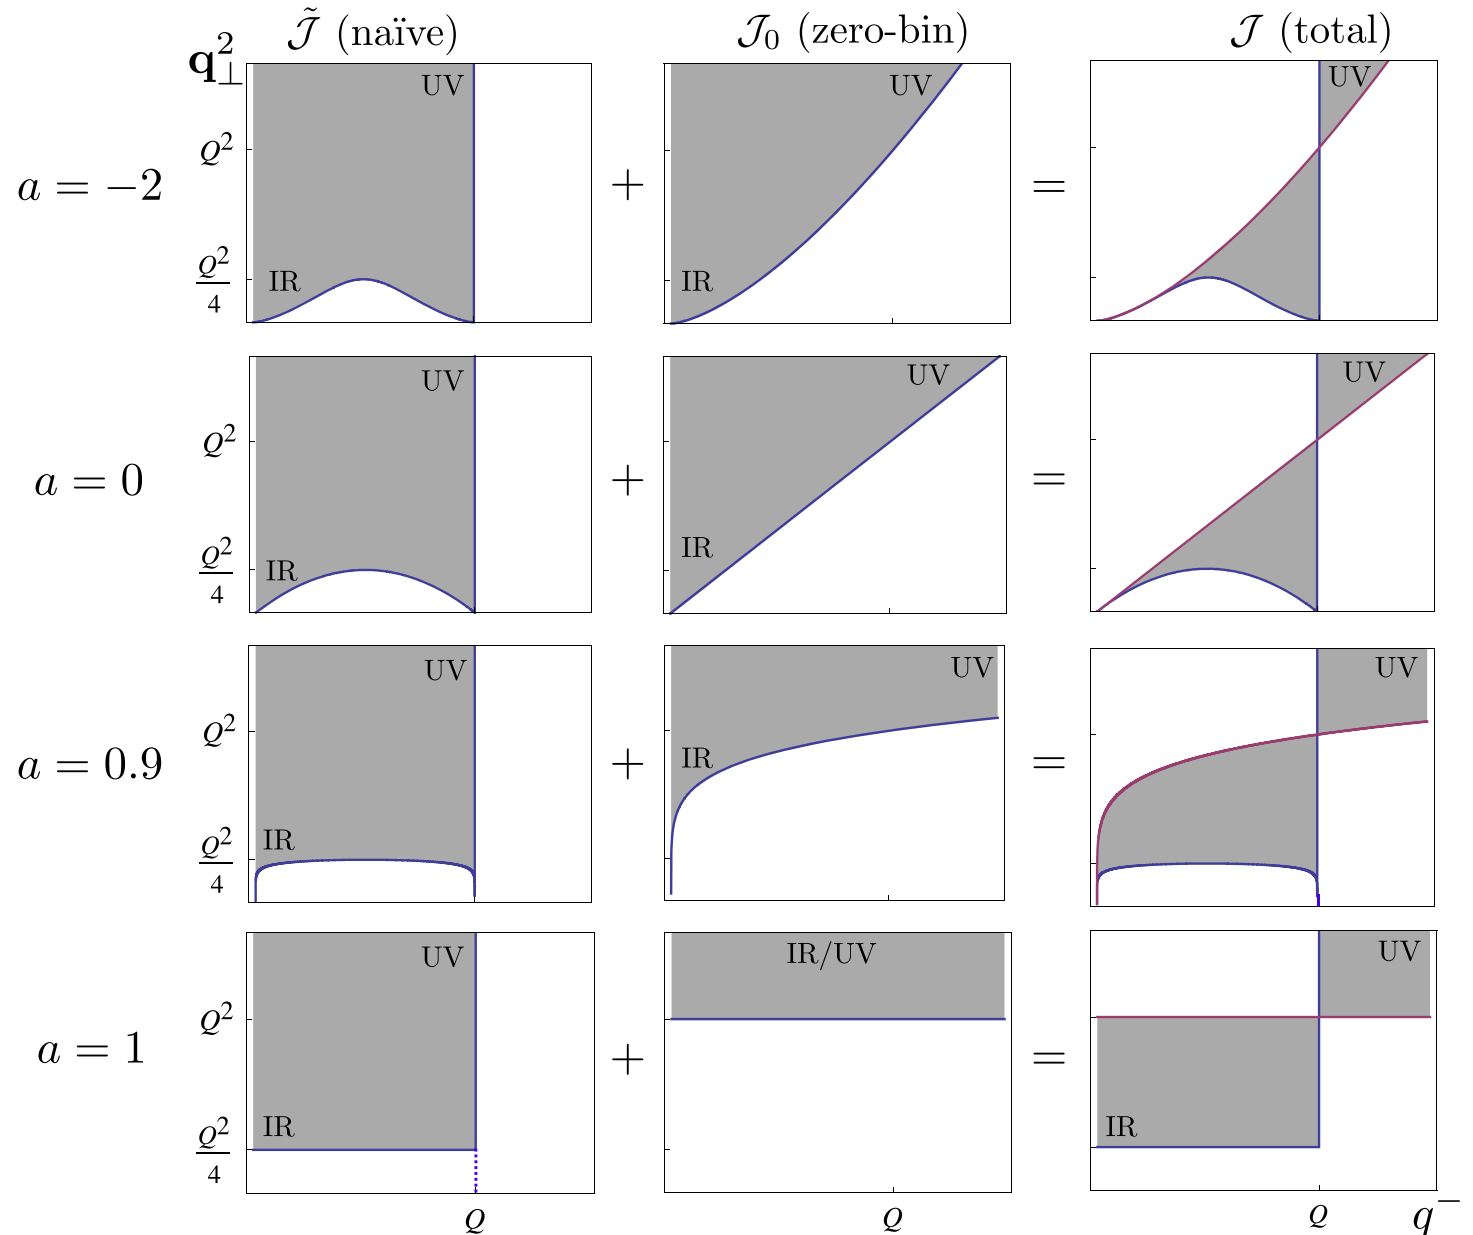 𝒥̃ (naïve) 𝒥₀ (zero-bin) 𝒥 (total)
q⊥²
UV UV UV
Q² 
a = −2 + =
Q²/4 IR IR
UV UV UV
Q²
a = 0 + =
Q²/4 IR IR
UV UV UV
Q²
a = 0.9 + =
Q²/4 IR IR
UV IR/UV UV
Q²
a = 1 + =
Q²/4 IR IR
Q Q Q q⁻